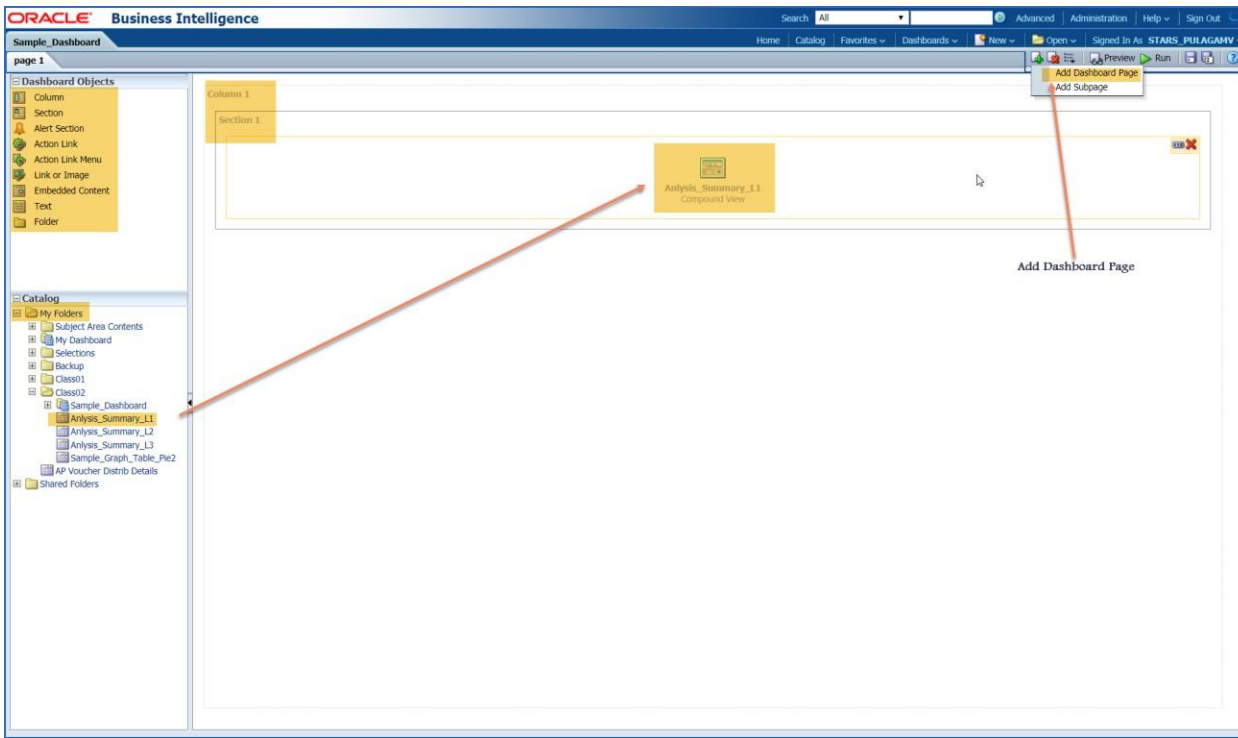 ORACLE Business Intelligence
Search All Advanced Administration Help Sign Out
Sample_Dashboard
Home Catalog Favorites Dashboards New Open Signed In As STARS_PULAGAMV
page 1
Preview Run
Add Dashboard Page
Add Subpage
Dashboard Objects
Column
Section
Alert Section
Action Link
Action Link Menu
Link or Image
Embedded Content
Text
Folder
Column 1
Section 1
Anlysis_Summary_L1
Compound View
Add Dashboard Page
Catalog
My Folders
Subject Area Contents
My Dashboard
Selections
Backup
Class01
Class02
Sample_Dashboard
Anlysis_Summary_L1
Anlysis_Summary_L2
Anlysis_Summary_L3
Sample_Graph_Table_Pie2
AP Voucher Distrib Details
Shared Folders